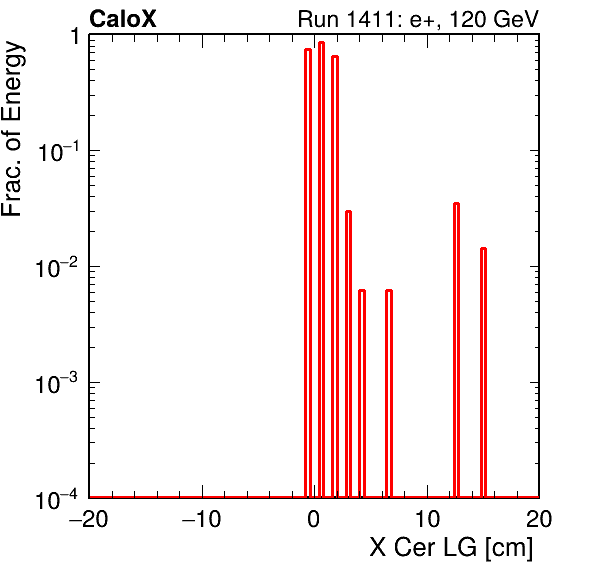 CaloX Run 1411: e+, 120 GeV
Frac. of Energy
1
10⁻¹
10⁻²
10⁻³
10⁻⁴
−20 −10 0 10 20
X Cer LG [cm]